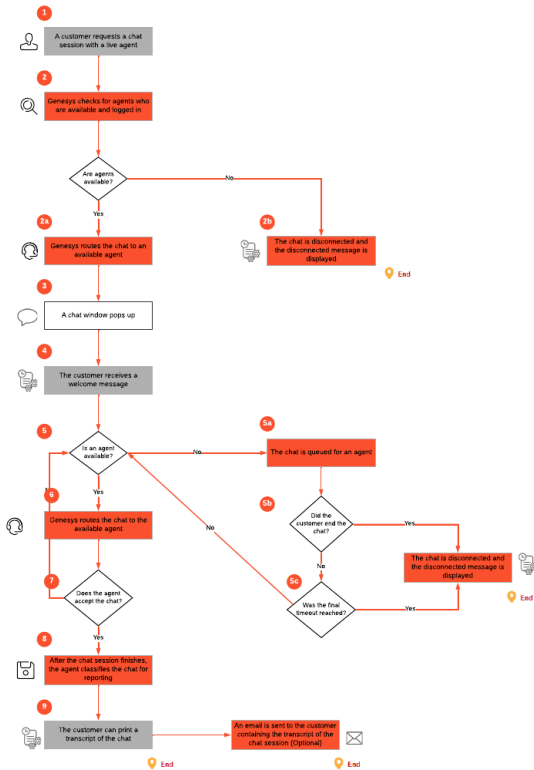 1
A customer requests a chat
session with a live agent
2
Genesys checks for agents who
are available and logged in
Are agents
available?
No
Yes
2a
Genesys routes the chat to an
available agent
2b
The chat is disconnected and
the disconnected message is
displayed
End
3
A chat window pops up
4
The customer receives a
welcome message
5
Is an agent
available?
No
5a
The chat is queued for an agent
Yes
6
Genesys routes the chat to the
available agent
5b
Did the
customer end the
chat?
Yes
No
No
The chat is disconnected and
the disconnected message is
displayed
End
7
Does the agent
accept the chat?
5c
Was the final
timeout reached?
Yes
Yes
8
After the chat session finishes,
the agent classifies the chat for
reporting
9
The customer can print a
transcript of the chat
End
An email is sent to the customer
containing the transcript of the
chat session (Optional)
End